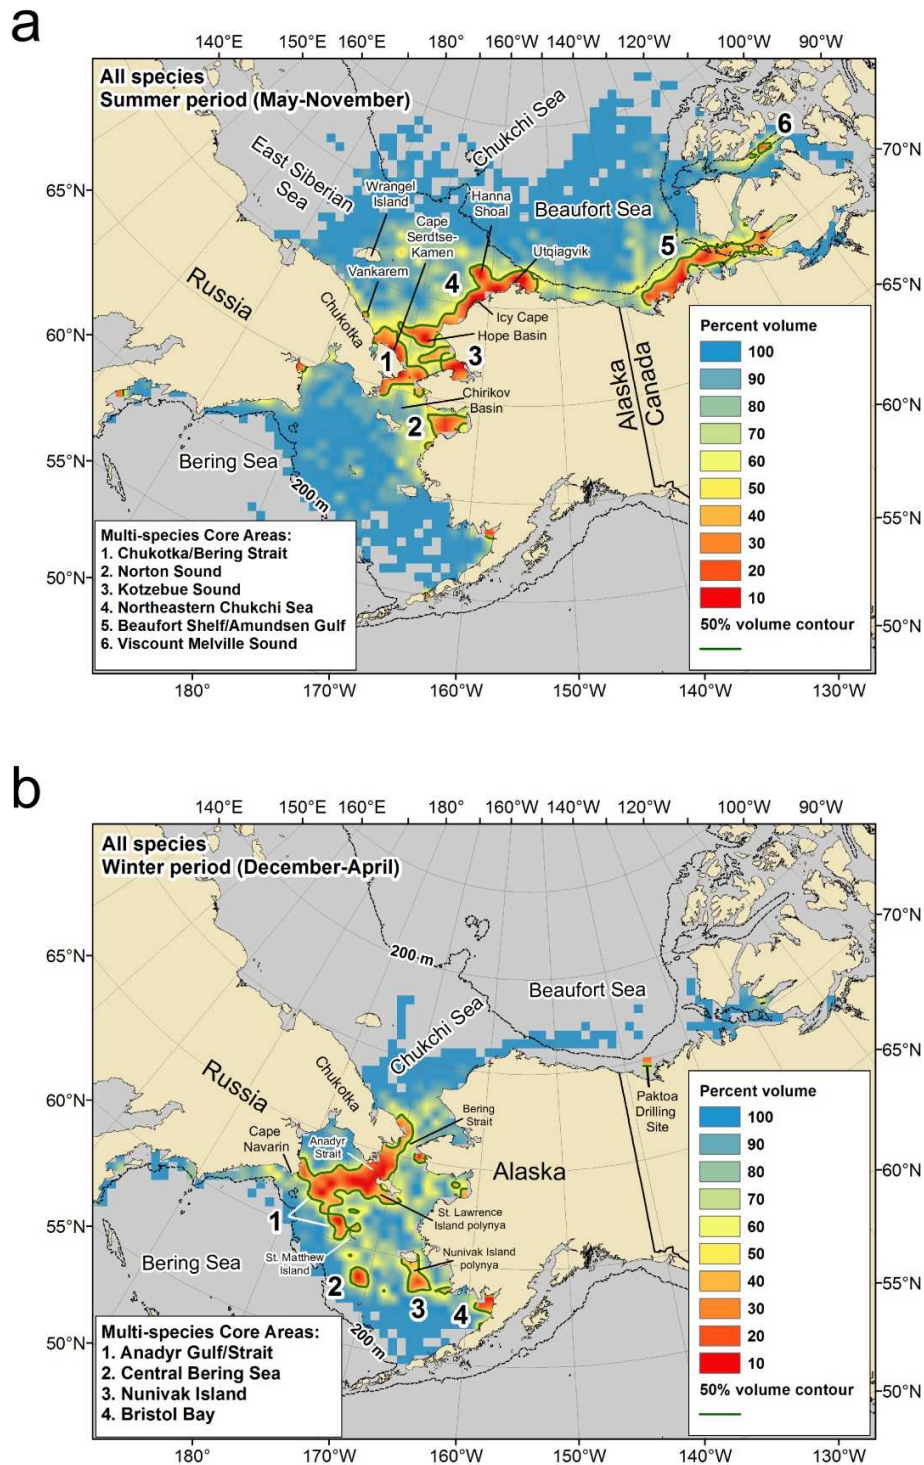 a
140°E 150°E 160°E 180° 160°W 140°W 120°W 100°W 90°W
All species
Summer period (May-November)
Chukchi Sea
6
70°N
East Siberian
Sea
65°N
Wrangel
Island
Hanna
Shoal
Beaufort Sea
Cape
Serdtse-
Kamen
Utqiagvik
5
Vankarem
4
65°N
Russia
Chukotka
Icy Cape
Hope Basin
60°N
1
3
Chirikov
Basin
2
Alaska
Canada
60°N
Bering Sea
55°N
200 m
55°N
50°N
50°N
Percent volume
100
90
80
70
60
50
40
30
20
10
50% volume contour
Multi-species Core Areas:
1. Chukotka/Bering Strait
2. Norton Sound
3. Kotzebue Sound
4. Northeastern Chukchi Sea
5. Beaufort Shelf/Amundsen Gulf
6. Viscount Melville Sound
180° 170°W 160°W 150°W 140°W 130°W
b
140°E 150°E 160°E 180° 160°W 140°W 120°W 100°W 90°W
All species
Winter period (December-April)
70°N
200 m
65°N
Beaufort Sea
Chukchi Sea
65°N
Russia
Chukotka
60°N
Paktoa
Drilling
Site
Bering
Strait
Cape
Navarin
Anadyr
Strait
Alaska
60°N
St. Lawrence
Island polynya
1
55°N
St. Matthew
Island
Nunivak Island
polynya
Bering Sea
2
3
4
55°N
200 m
50°N
50°N
Percent volume
100
90
80
70
60
50
40
30
20
10
50% volume contour
Multi-species Core Areas:
1. Anadyr Gulf/Strait
2. Central Bering Sea
3. Nunivak Island
4. Bristol Bay
180° 170°W 160°W 150°W 140°W 130°W